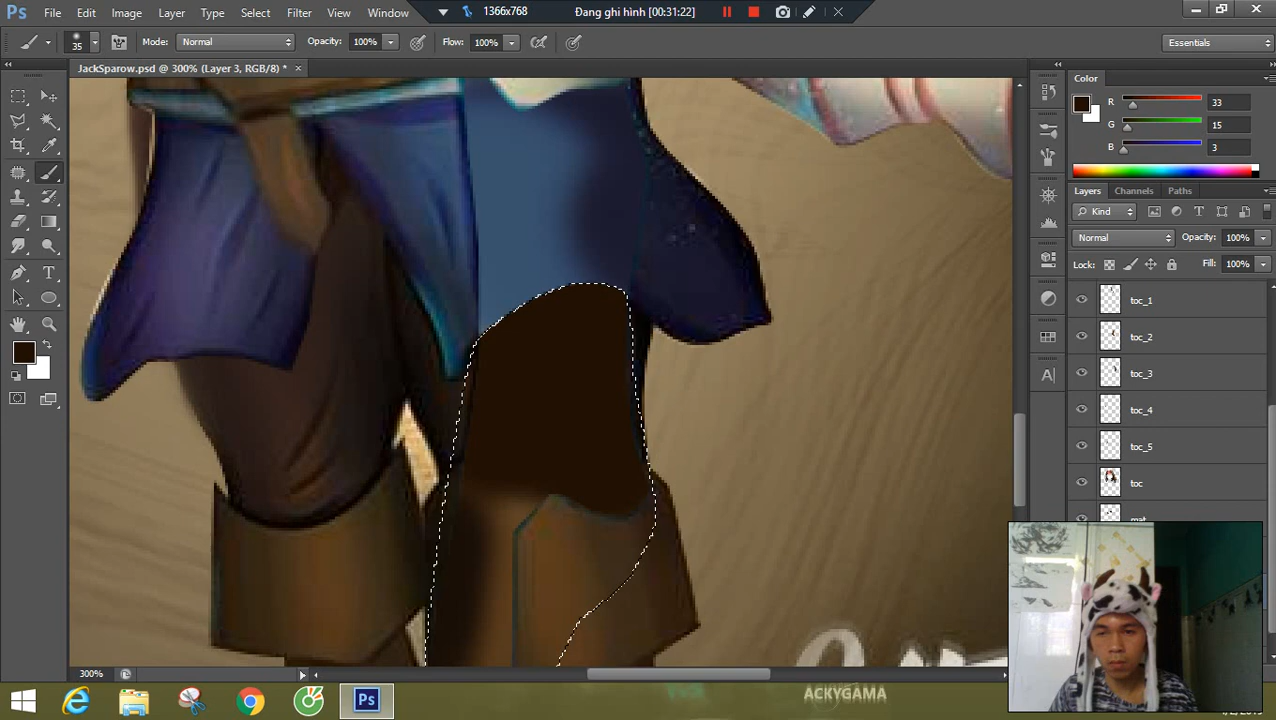 Ps File Edit Image Layer Type Select Filter View Window 1366x768 Đang ghi hình [00:31:22]
35 Mode: Normal Opacity: 100% Flow: 100% Essentials
JackSparow.psd @ 300% (Layer 3, RGB/8) *
Color
R 33
G 15
B 3
Layers Channels Paths
Kind
Normal Opacity: 100%
Lock: Fill: 100%
toc_1
toc_2
toc_3
toc_4
toc_5
toc
300%
ACKYGAMA
Ps